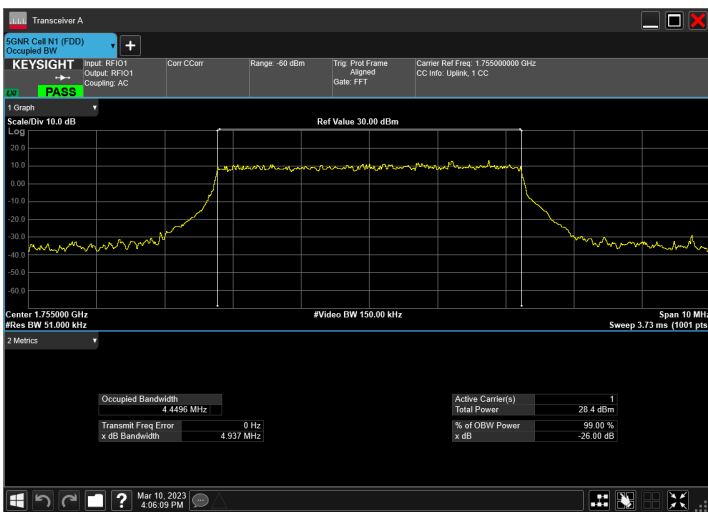 Transceiver A
5GNR Cell N1 (FDD)
Occupied BW
KEYSIGHT
LXI
PASS
Input: RFIO1
Output: RFIO1
Coupling: AC
Corr CCorr
Range: -60 dBm
Trig: Prot Frame
Aligned
Gate: FFT
Carrier Ref Freq: 1.755000000 GHz
CC Info: Uplink, 1 CC
1 Graph
Scale/Div 10.0 dB
Ref Value 30.00 dBm
Log
20.0
10.0
0.00
-10.0
-20.0
-30.0
-40.0
-50.0
-60.0
Center 1.755000 GHz
#Video BW 150.00 kHz
Span 10 MHz
#Res BW 51.000 kHz
Sweep 3.73 ms (1001 pts
2 Metrics
Occupied Bandwidth
4.4496 MHz
Transmit Freq Error 0 Hz
x dB Bandwidth 4.937 MHz
Active Carrier(s) 1
Total Power 28.4 dBm
% of OBW Power 99.00 %
x dB -26.00 dB
Mar 10, 2023
4:06:09 PM